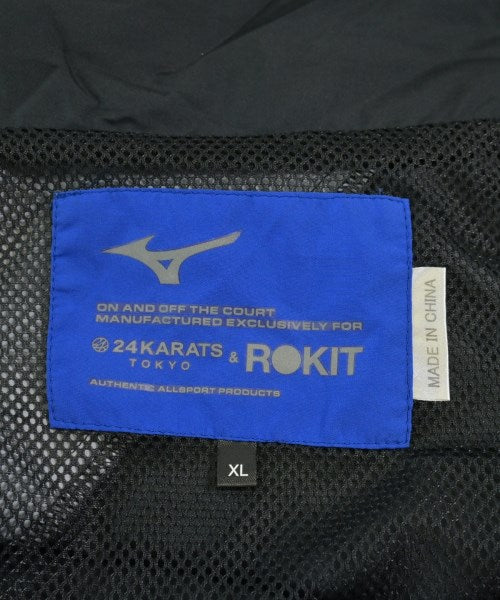 ON AND OFF THE COURT
MANUFACTURED EXCLUSIVELY FOR
24KARATS & ROKIT
TOKYO
AUTHENTIC ALLSPORT PRODUCTS
MADE IN CHINA
XL